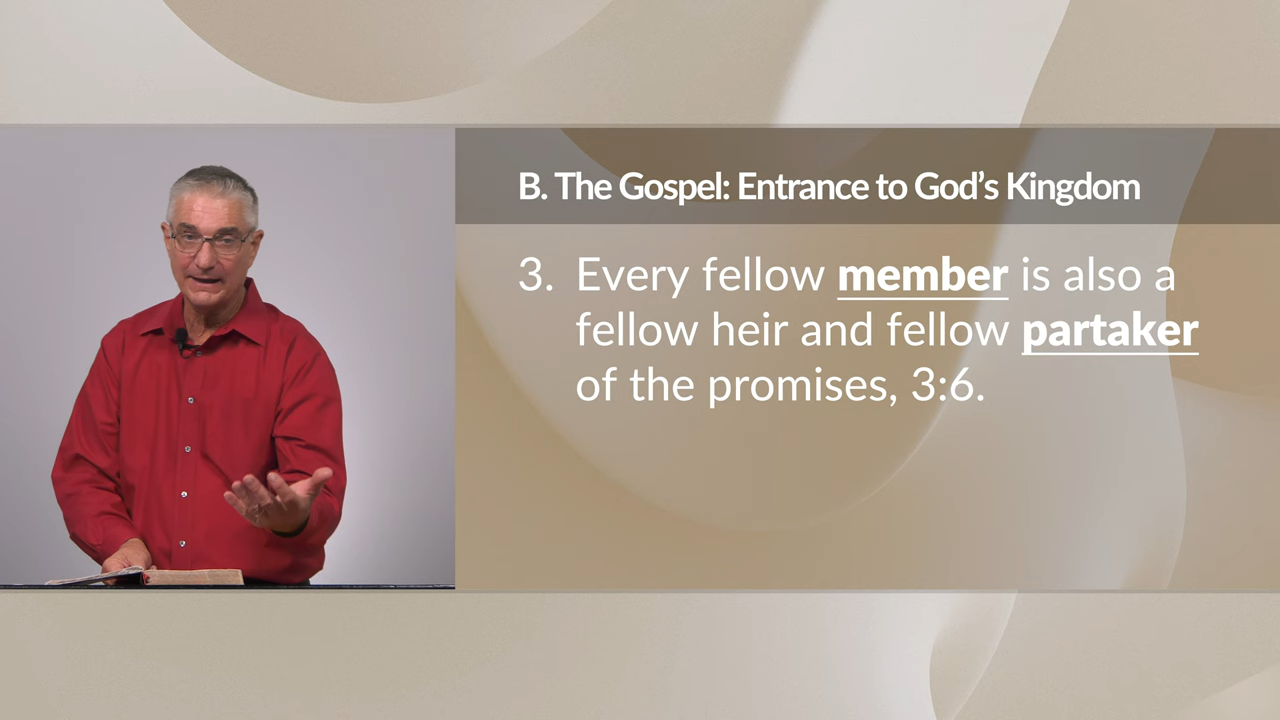 B. The Gospel: Entrance to God’s Kingdom
3. Every fellow member is also a
fellow heir and fellow partaker
of the promises, 3:6.